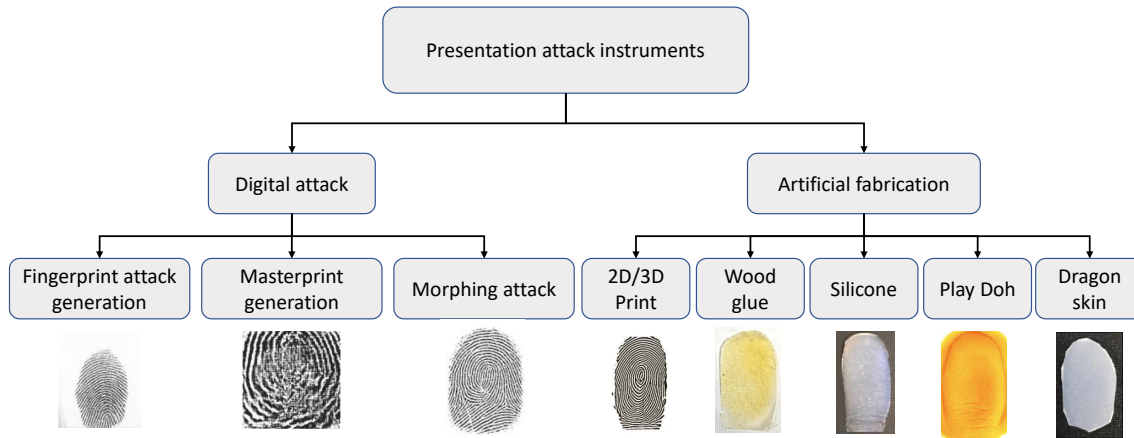 Presentation attack instruments
Digital attack
Artificial fabrication
Fingerprint attack
generation
Masterprint
generation
Morphing attack
2D/3D
Print
Wood
glue
Silicone
Play Doh
Dragon
skin